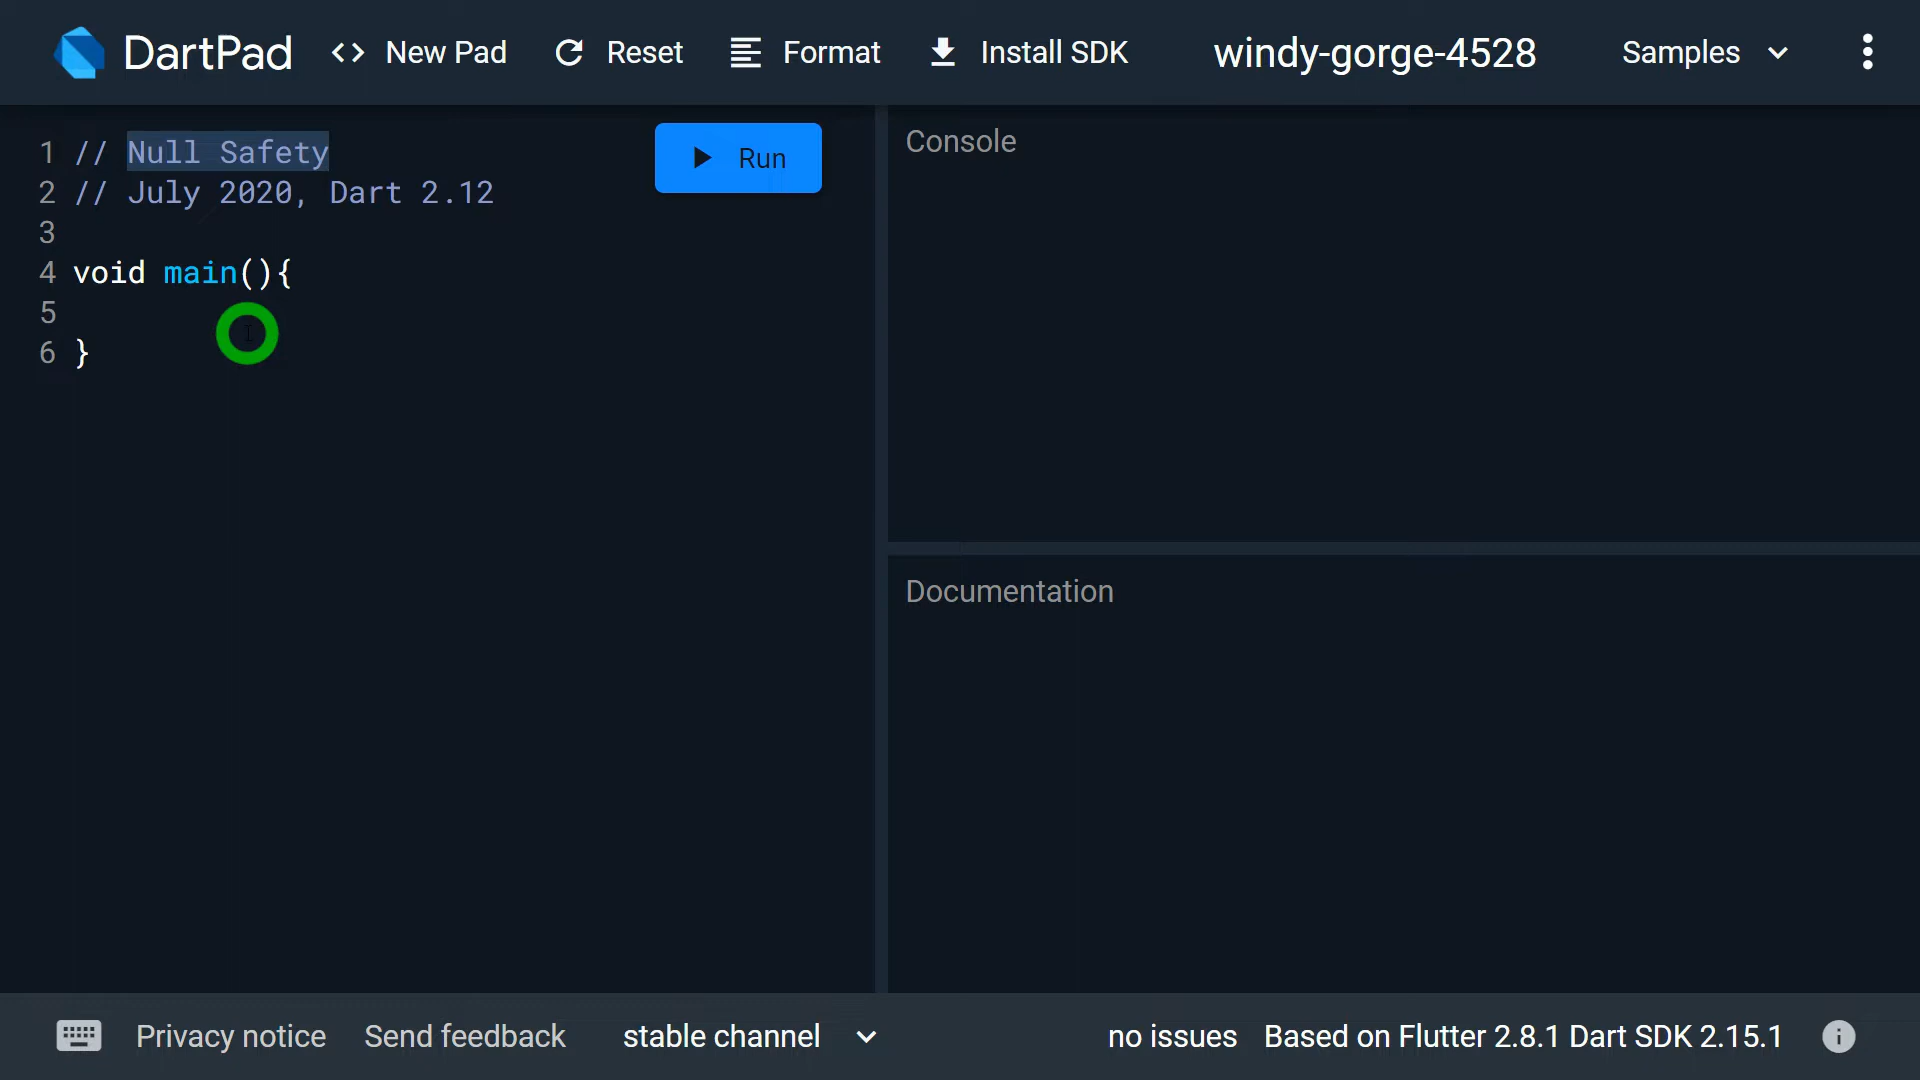 DartPad <> New Pad Reset Format Install SDK windy-gorge-4528 Samples
1 // Null Safety
2 // July 2020, Dart 2.12
3
4 void main(){
5
6 }
Run
Console
Documentation
Privacy notice Send feedback stable channel no issues Based on Flutter 2.8.1 Dart SDK 2.15.1